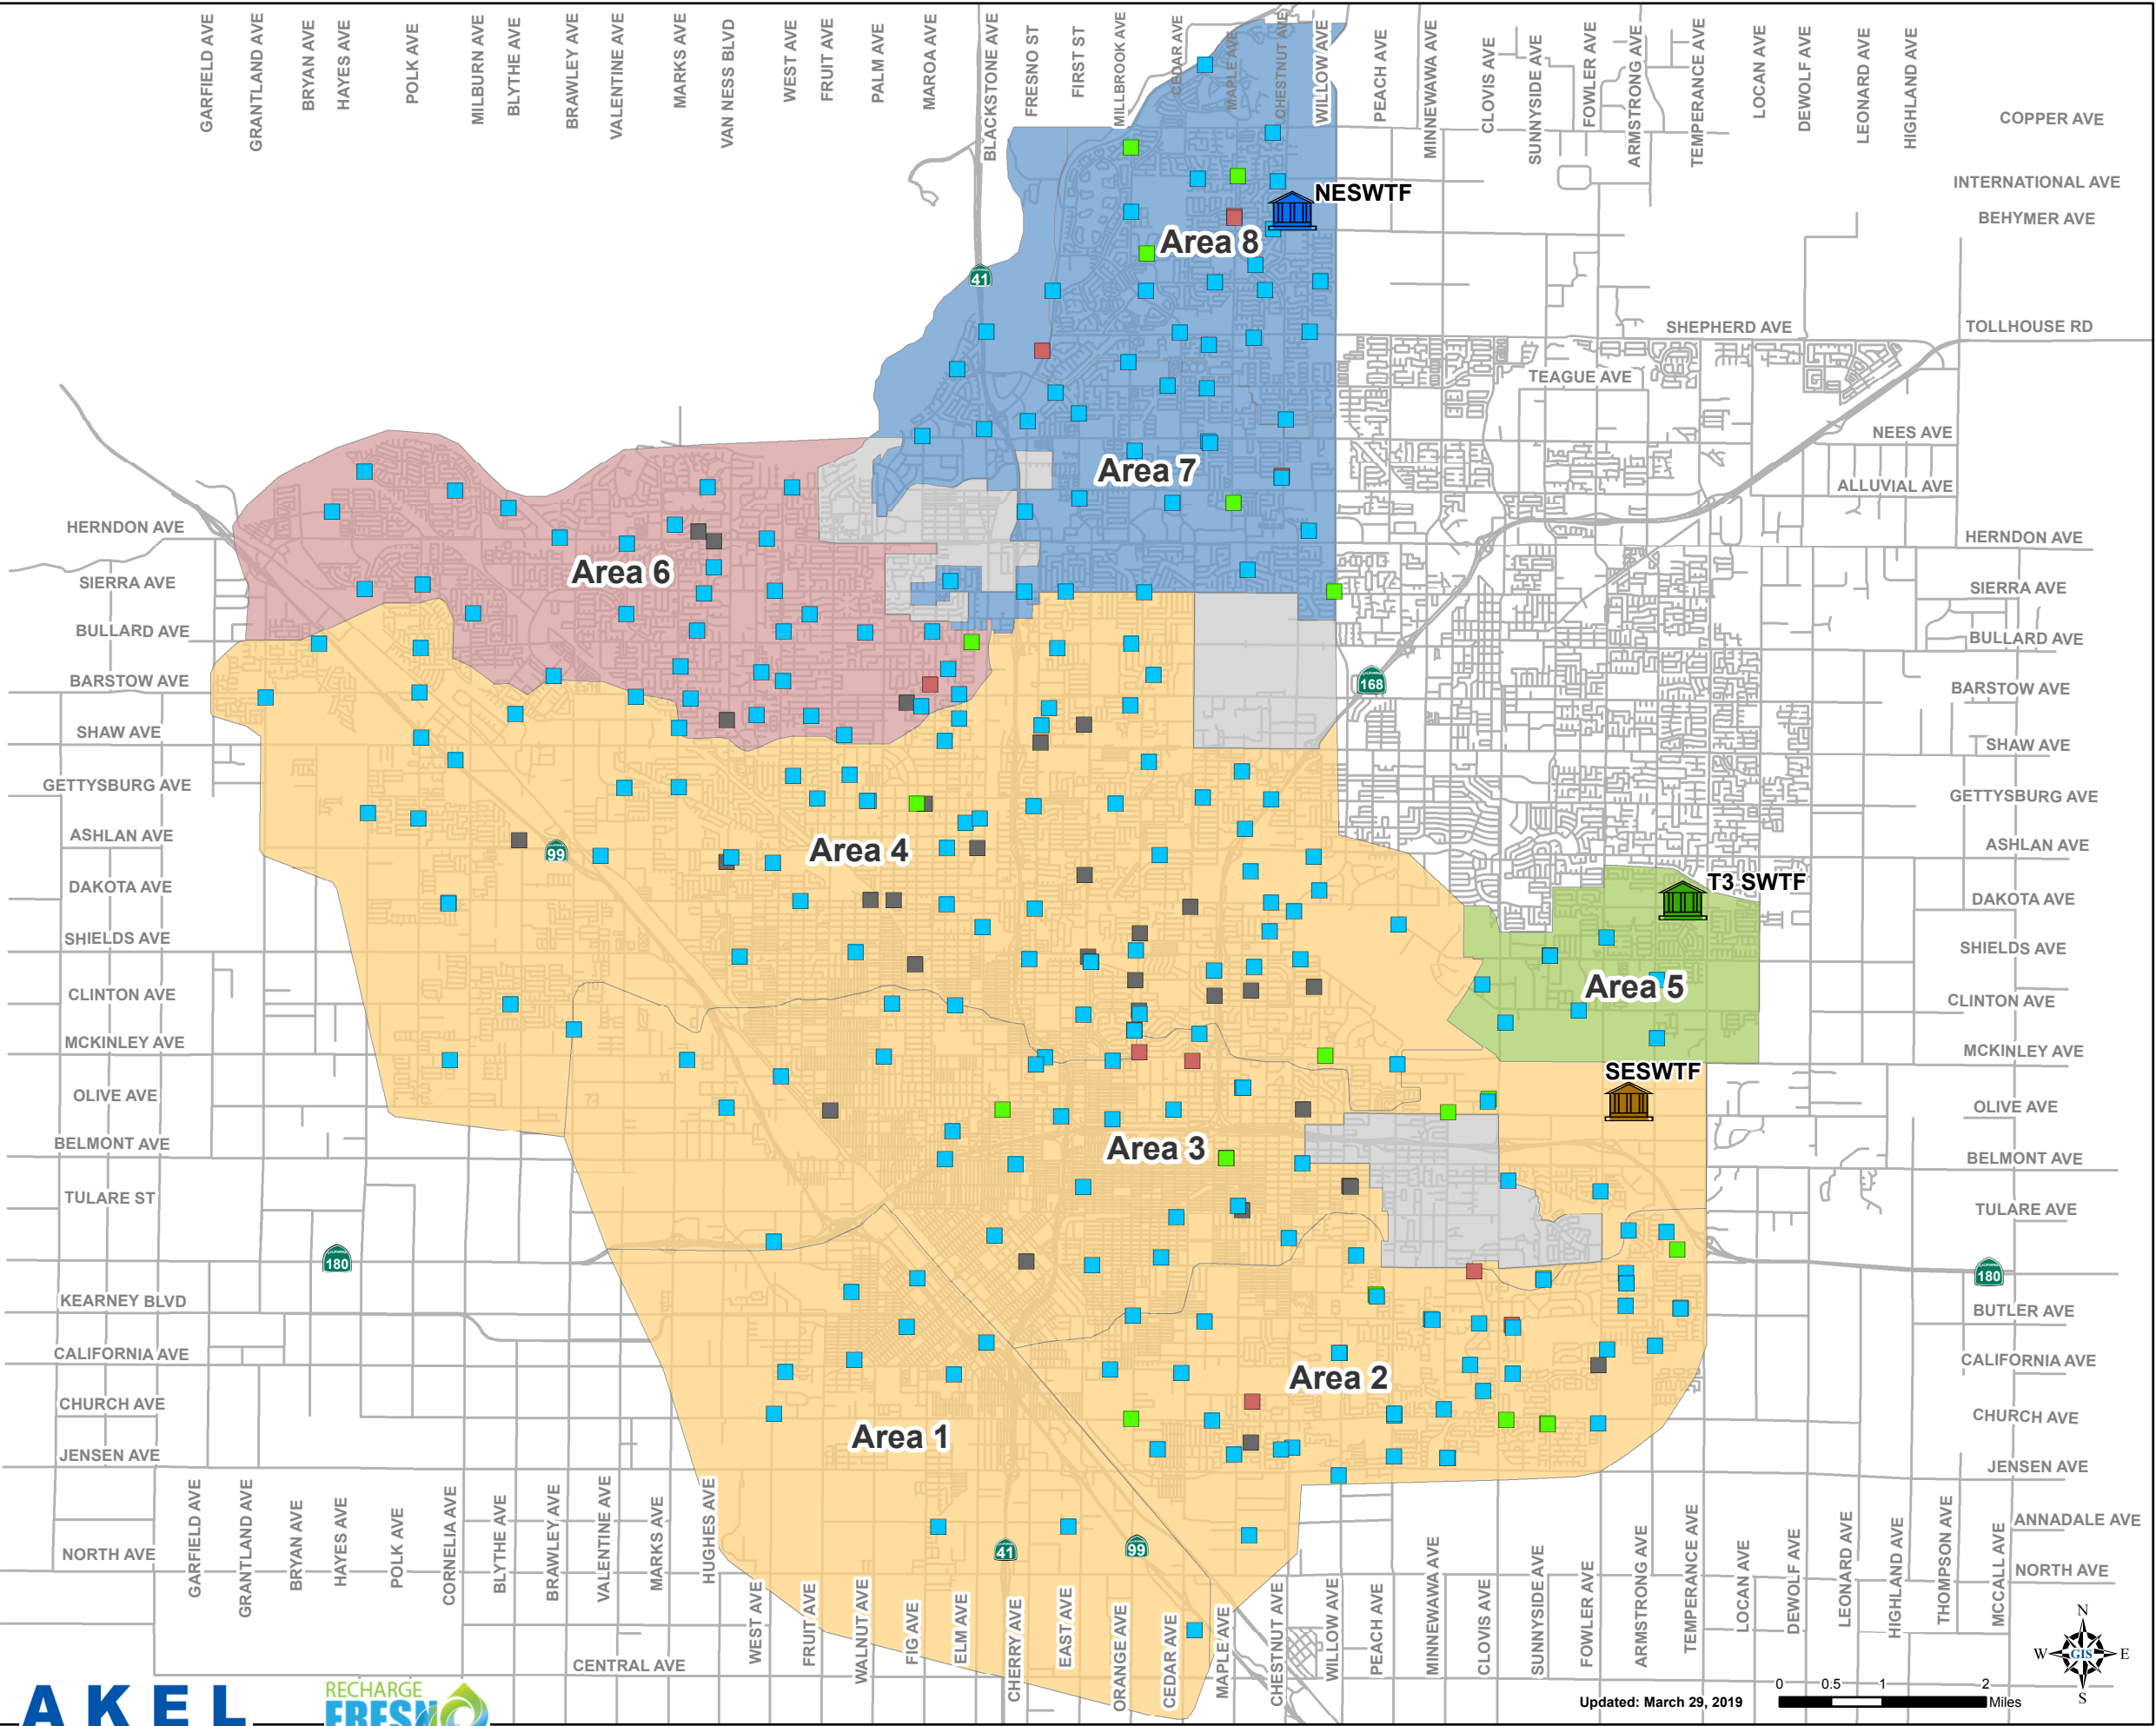 GARFIELD AVE
GRANTLAND AVE
BRYAN AVE
HAYES AVE
POLK AVE
MILBURN AVE
BLYTHE AVE
BRAWLEY AVE
VALENTINE AVE
MARKS AVE
VAN NESS BLVD
WEST AVE
FRUIT AVE
PALM AVE
MAROA AVE
BLACKSTONE AVE
FRESNO ST
FIRST ST
MILLBROOK AVE
CEDAR AVE
MAPLE AVE
CHESTNUT AVE
WILLOW AVE
PEACH AVE
MINNEWAWA AVE
CLOVIS AVE
SUNNYSIDE AVE
FOWLER AVE
ARMSTRONG AVE
TEMPERANCE AVE
LOCAN AVE
DEWOLF AVE
LEONARD AVE
HIGHLAND AVE
COPPER AVE
INTERNATIONAL AVE
BEHYMER AVE
SHEPHERD AVE
TOLLHOUSE RD
TEAGUE AVE
NEES AVE
ALLUVIAL AVE
HERNDON AVE
SIERRA AVE
BULLARD AVE
BARSTOW AVE
SHAW AVE
GETTYSBURG AVE
ASHLAN AVE
DAKOTA AVE
SHIELDS AVE
CLINTON AVE
MCKINLEY AVE
OLIVE AVE
BELMONT AVE
TULARE AVE
BUTLER AVE
CALIFORNIA AVE
CHURCH AVE
JENSEN AVE
ANNADALE AVE
NORTH AVE
HERNDON AVE
SIERRA AVE
BULLARD AVE
BARSTOW AVE
SHAW AVE
GETTYSBURG AVE
ASHLAN AVE
DAKOTA AVE
SHIELDS AVE
CLINTON AVE
MCKINLEY AVE
OLIVE AVE
BELMONT AVE
TULARE ST
KEARNEY BLVD
CALIFORNIA AVE
CHURCH AVE
JENSEN AVE
NORTH AVE
CENTRAL AVE
NESWTF
Area 8
41
Area 7
Area 6
168
Area 4
99
T3 SWTF
Area 5
SESWTF
Area 3
180
180
Area 2
Area 1
41
99
GARFIELD AVE
GRANTLAND AVE
BRYAN AVE
HAYES AVE
POLK AVE
CORNELIA AVE
BLYTHE AVE
BRAWLEY AVE
VALENTINE AVE
MARKS AVE
HUGHES AVE
WEST AVE
FRUIT AVE
WALNUT AVE
FIG AVE
ELM AVE
CHERRY AVE
EAST AVE
ORANGE AVE
CEDAR AVE
MAPLE AVE
CHESTNUT AVE
WILLOW AVE
PEACH AVE
MINNEWAWA AVE
CLOVIS AVE
SUNNYSIDE AVE
FOWLER AVE
ARMSTRONG AVE
TEMPERANCE AVE
LOCAN AVE
DEWOLF AVE
LEONARD AVE
HIGHLAND AVE
THOMPSON AVE
MCCALL AVE
N
W GIS E
S
0 0.5 1 2
Miles
Updated: March 29, 2019
AKEL
RECHARGE
FRESNO